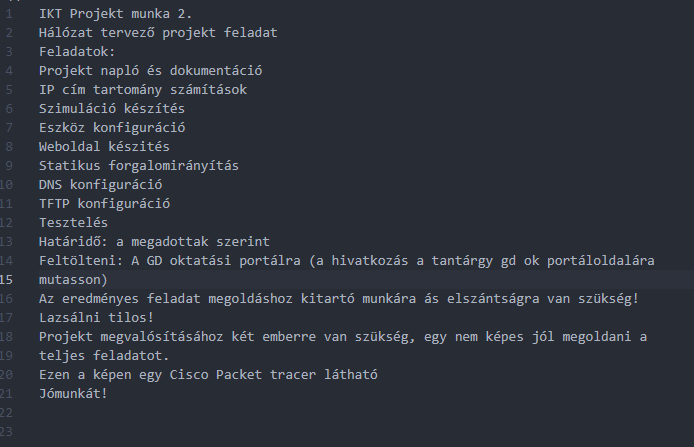 1 IKT Projekt munka 2.
2 Hálózat tervező projekt feladat
3 Feladatok:
4 Projekt napló és dokumentáció
5 IP cím tartomány számítások
6 Szimuláció készítés
7 Eszköz konfiguráció
8 Weboldal készités
9 Statikus forgalomirányítás
10 DNS konfiguráció
11 TFTP konfiguráció
12 Tesztelés
13 Határidő: a megadottak szerint
14 Feltölteni: A GD oktatási portálra (a hivatkozás a tantárgy gd ok portáloldalára
15 mutasson)
16 Az eredményes feladat megoldáshoz kitartó munkára ás elszántságra van szükség!
17 Lazsálni tilos!
18 Projekt megvalósításához két emberre van szükség, egy nem képes jól megoldani a
19 teljes feladatot.
20 Ezen a képen egy Cisco Packet tracer látható
21 Jómunkát!
22
23